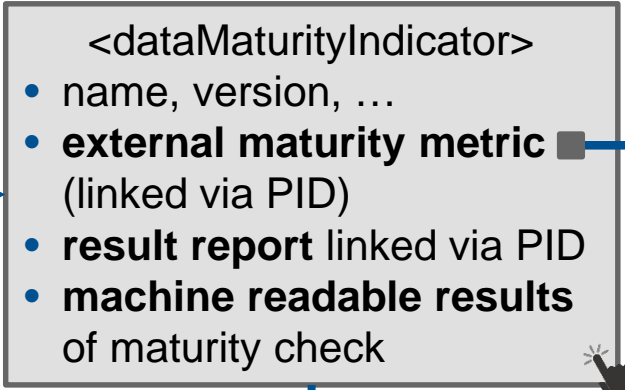 <dataMaturityIndicator>
• name, version, …
• external maturity metric
(linked via PID)
• result report linked via PID
• machine readable results
of maturity check